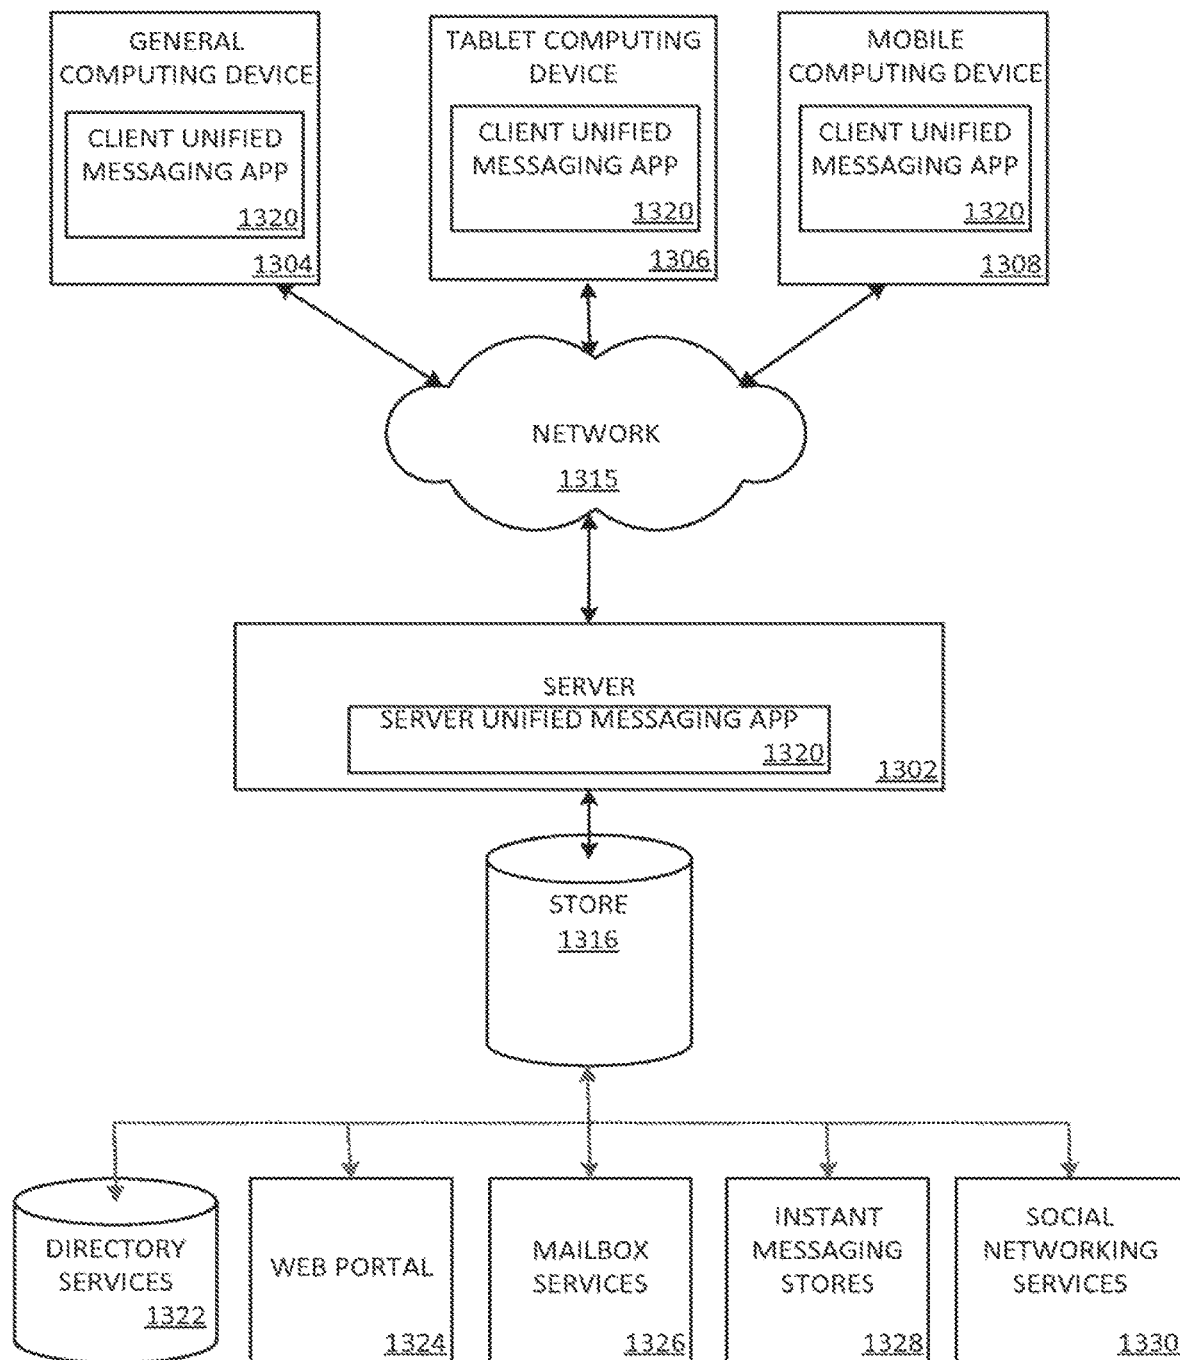 GENERAL
COMPUTING DEVICE
CLIENT UNIFIED
MESSAGING APP
1320
1304
TABLET COMPUTING
DEVICE
CLIENT UNIFIED
MESSAGING APP
1320
1306
MOBILE
COMPUTING DEVICE
CLIENT UNIFIED
MESSAGING APP
1320
1308
NETWORK
1315
SERVER
SERVER UNIFIED MESSAGING APP
1320
1302
STORE
1316
DIRECTORY
SERVICES
1322
WEB PORTAL
1324
MAILBOX
SERVICES
1326
INSTANT
MESSAGING
STORES
1328
SOCIAL
NETWORKING
SERVICES
1330